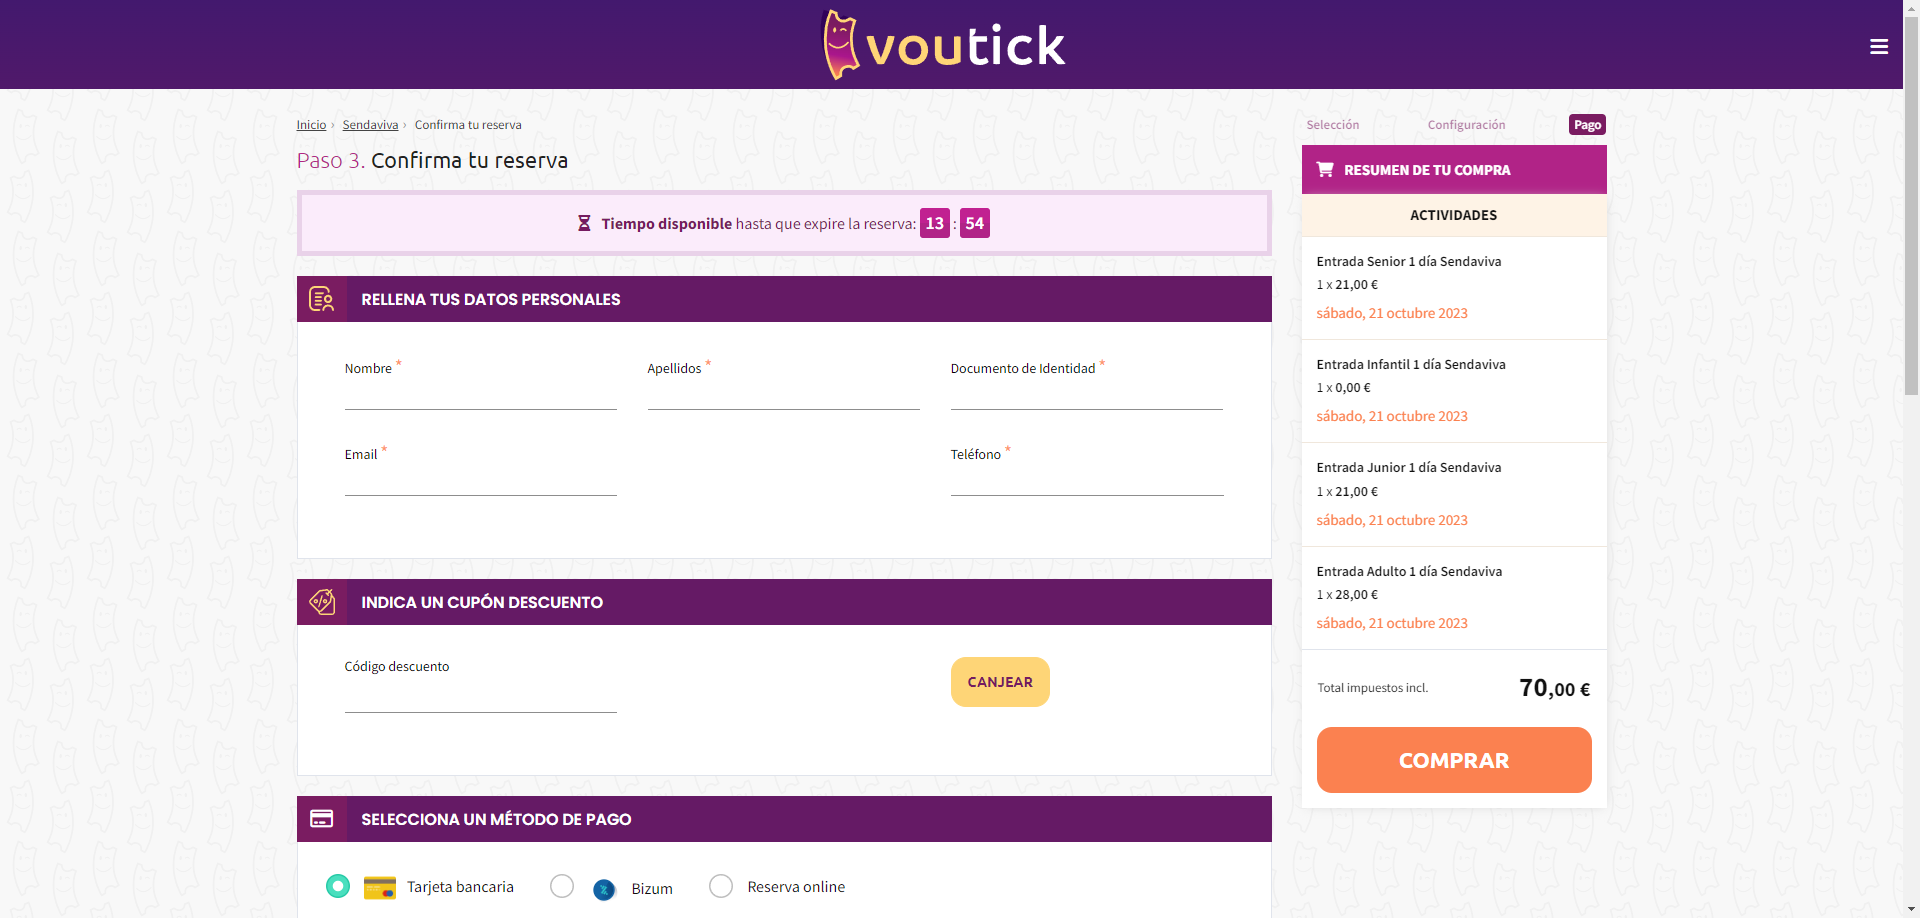 voutick
Inicio › Sendaviva › Confirma tu reserva
Paso 3. Confirma tu reserva
Tiempo disponible hasta que expire la reserva: 13 : 54
RELLENA TUS DATOS PERSONALES
Nombre * Apellidos * Documento de Identidad *
Email * Teléfono *
INDICA UN CUPÓN DESCUENTO
Código descuento
CANJEAR
SELECCIONA UN MÉTODO DE PAGO
Tarjeta bancaria Bizum Reserva online
Selección Configuración Pago
RESUMEN DE TU COMPRA
ACTIVIDADES
Entrada Senior 1 día Sendaviva
1 x 21,00 €
sábado, 21 octubre 2023
Entrada Infantil 1 día Sendaviva
1 x 0,00 €
sábado, 21 octubre 2023
Entrada Junior 1 día Sendaviva
1 x 21,00 €
sábado, 21 octubre 2023
Entrada Adulto 1 día Sendaviva
1 x 28,00 €
sábado, 21 octubre 2023
Total impuestos incl. 70,00 €
COMPRAR